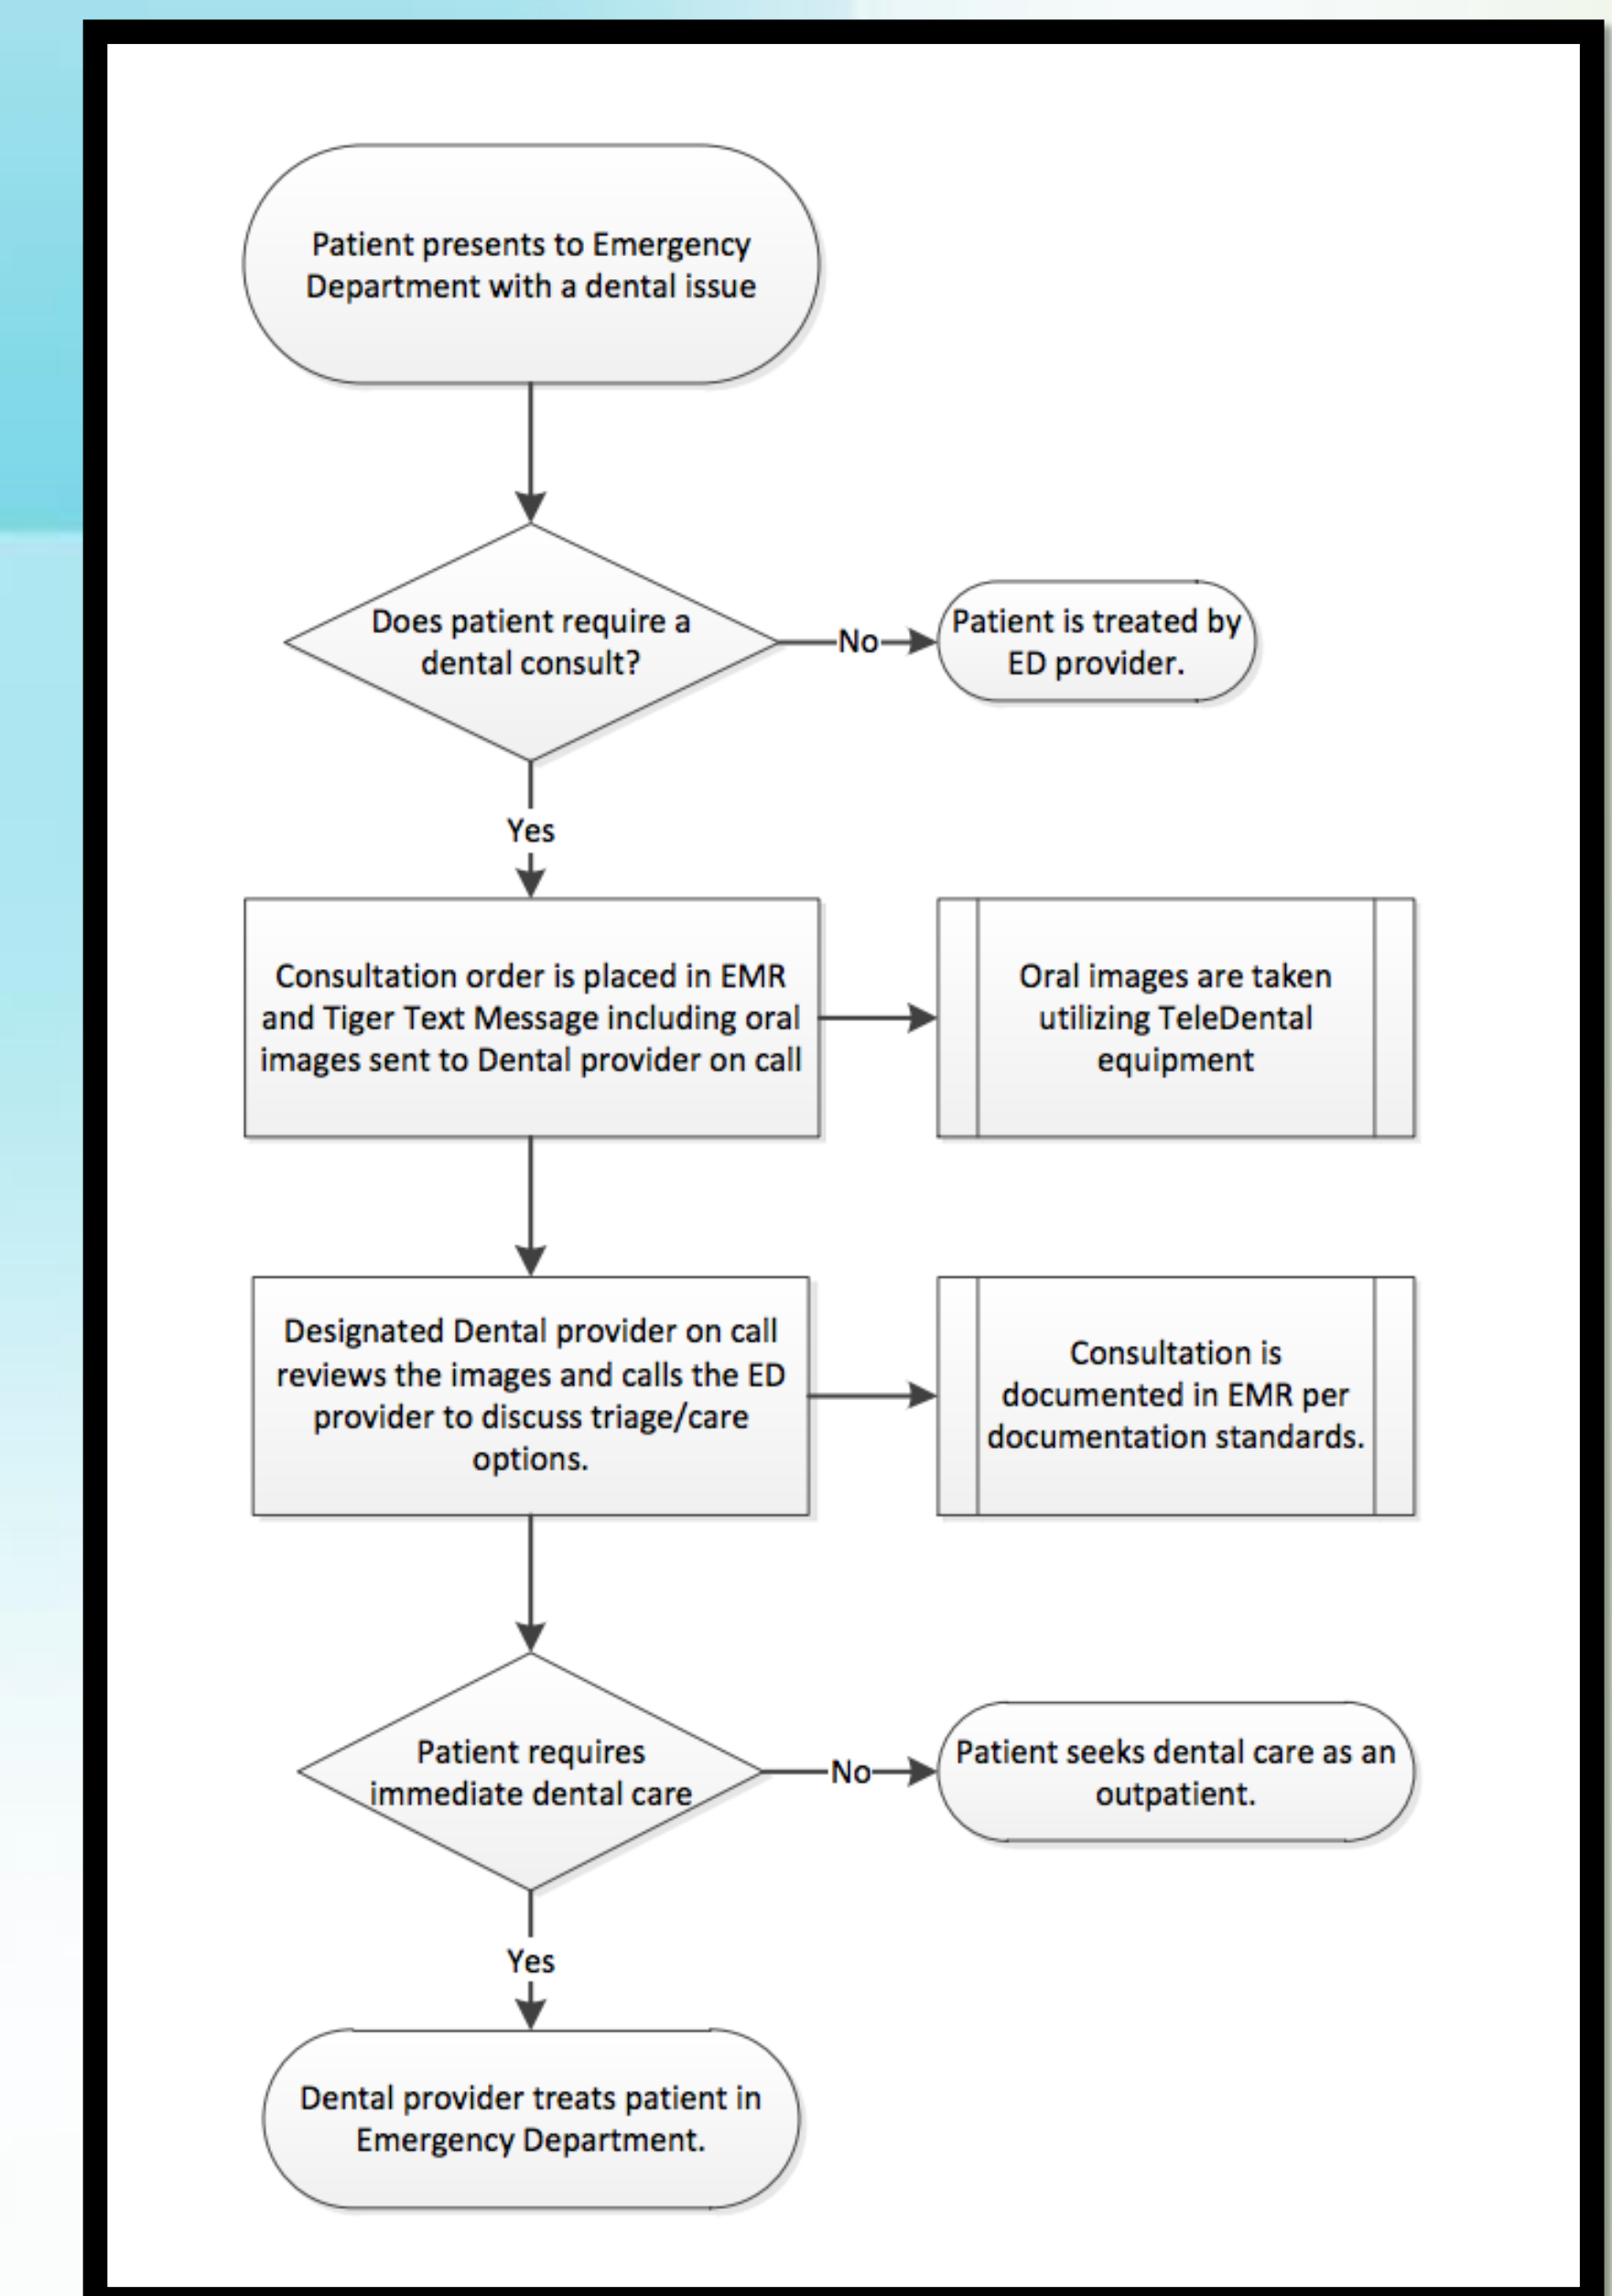 Patient presents to Emergency
Department with a dental issue
Does patient require a
dental consult?
No
Patient is treated by
ED provider.
Yes
Consultation order is placed in EMR
and Tiger Text Message including oral
images sent to Dental provider on call
Oral images are taken
utilizing TeleDental
equipment
Designated Dental provider on call
reviews the images and calls the ED
provider to discuss triage/care
options.
Consultation is
documented in EMR per
documentation standards.
Patient requires
immediate dental care
No
Patient seeks dental care as an
outpatient.
Yes
Dental provider treats patient in
Emergency Department.